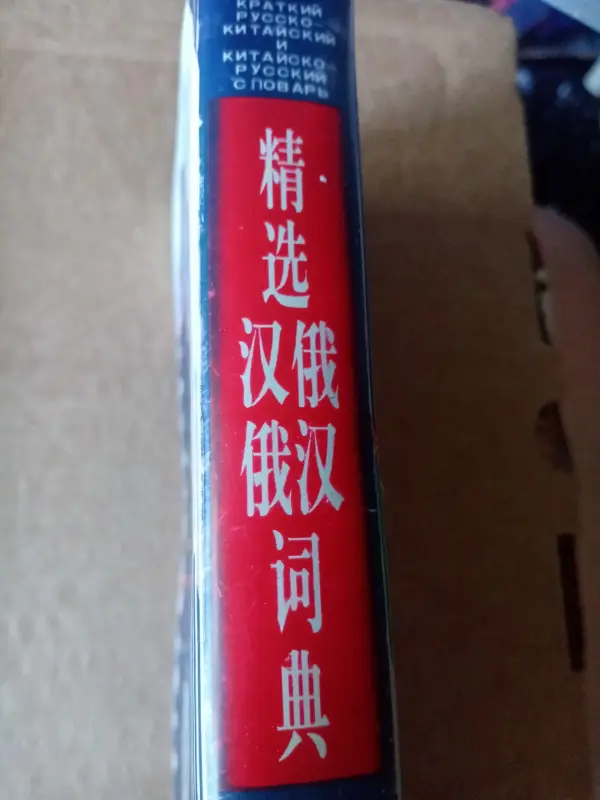 КРАТКИЙ
РУССКО-
КИТАЙСКИЙ
И
КИТАЙСКО-
РУССКИЙ
СЛОВАРЬ
精选
俄汉
汉俄
词典